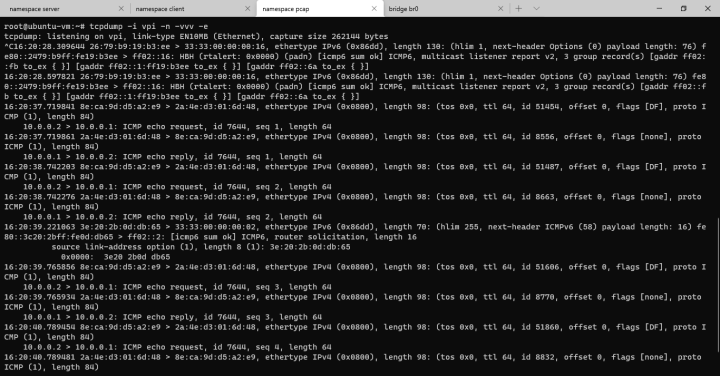 namespace server
namespace client
namespace pcap
bridge br0
root@ubuntu-vm:~# tcpdump -i vpi -n -vvv -e
tcpdump: listening on vpi, link-type EN10MB (Ethernet), capture size 262144 bytes
^C16:20:28.309644 26:79:b9:19:b3:ee > 33:33:00:00:00:16, ethertype IPv6 (0x86dd), length 130: (hlim 1, next-header Options (0) payload length: 76) f
e80::2479:b9ff:fe19:b3ee > ff02::16: HBH (rtalert: 0x0000) (padn) [icmp6 sum ok] ICMP6, multicast listener report v2, 3 group record(s) [gaddr ff02:
:fb to_ex { }] [gaddr ff02::1:ff19:b3ee to_ex { }] [gaddr ff02::6a to_ex { }]
16:20:28.597821 26:79:b9:19:b3:ee > 33:33:00:00:00:16, ethertype IPv6 (0x86dd), length 130: (hlim 1, next-header Options (0) payload length: 76) fe8
0::2479:b9ff:fe19:b3ee > ff02::16: HBH (rtalert: 0x0000) (padn) [icmp6 sum ok] ICMP6, multicast listener report v2, 3 group record(s) [gaddr ff02::f
b to_ex { }] [gaddr ff02::1:ff19:b3ee to_ex { }] [gaddr ff02::6a to_ex { }]
16:20:37.719841 8e:ca:9d:d5:a2:e9 > 2a:4e:d3:01:6d:48, ethertype IPv4 (0x0800), length 98: (tos 0x0, ttl 64, id 51454, offset 0, flags [DF], proto I
CMP (1), length 84)
10.0.0.2 > 10.0.0.1: ICMP echo request, id 7644, seq 1, length 64
16:20:37.719861 2a:4e:d3:01:6d:48 > 8e:ca:9d:d5:a2:e9, ethertype IPv4 (0x0800), length 98: (tos 0x0, ttl 64, id 8556, offset 0, flags [none], proto
ICMP (1), length 84)
10.0.0.1 > 10.0.0.2: ICMP echo reply, id 7644, seq 1, length 64
16:20:38.742203 8e:ca:9d:d5:a2:e9 > 2a:4e:d3:01:6d:48, ethertype IPv4 (0x0800), length 98: (tos 0x0, ttl 64, id 51487, offset 0, flags [DF], proto I
CMP (1), length 84)
10.0.0.2 > 10.0.0.1: ICMP echo request, id 7644, seq 2, length 64
16:20:38.742276 2a:4e:d3:01:6d:48 > 8e:ca:9d:d5:a2:e9, ethertype IPv4 (0x0800), length 98: (tos 0x0, ttl 64, id 8663, offset 0, flags [none], proto
ICMP (1), length 84)
10.0.0.1 > 10.0.0.2: ICMP echo reply, id 7644, seq 2, length 64
16:20:39.221063 3e:20:2b:0d:db:65 > 33:33:00:00:00:02, ethertype IPv6 (0x86dd), length 70: (hlim 255, next-header ICMPv6 (58) payload length: 16) fe
80::3c20:2bff:fe0d:db65 > ff02::2: [icmp6 sum ok] ICMP6, router solicitation, length 16
source link-address option (1), length 8 (1): 3e:20:2b:0d:db:65
0x0000: 3e20 2b0d db65
16:20:39.765856 8e:ca:9d:d5:a2:e9 > 2a:4e:d3:01:6d:48, ethertype IPv4 (0x0800), length 98: (tos 0x0, ttl 64, id 51606, offset 0, flags [DF], proto I
CMP (1), length 84)
10.0.0.2 > 10.0.0.1: ICMP echo request, id 7644, seq 3, length 64
16:20:39.765934 2a:4e:d3:01:6d:48 > 8e:ca:9d:d5:a2:e9, ethertype IPv4 (0x0800), length 98: (tos 0x0, ttl 64, id 8770, offset 0, flags [none], proto
ICMP (1), length 84)
10.0.0.1 > 10.0.0.2: ICMP echo reply, id 7644, seq 3, length 64
16:20:40.789454 8e:ca:9d:d5:a2:e9 > 2a:4e:d3:01:6d:48, ethertype IPv4 (0x0800), length 98: (tos 0x0, ttl 64, id 51860, offset 0, flags [DF], proto I
CMP (1), length 84)
10.0.0.2 > 10.0.0.1: ICMP echo request, id 7644, seq 4, length 64
16:20:40.789481 2a:4e:d3:01:6d:48 > 8e:ca:9d:d5:a2:e9, ethertype IPv4 (0x0800), length 98: (tos 0x0, ttl 64, id 8832, offset 0, flags [none], proto
ICMP (1), length 84)